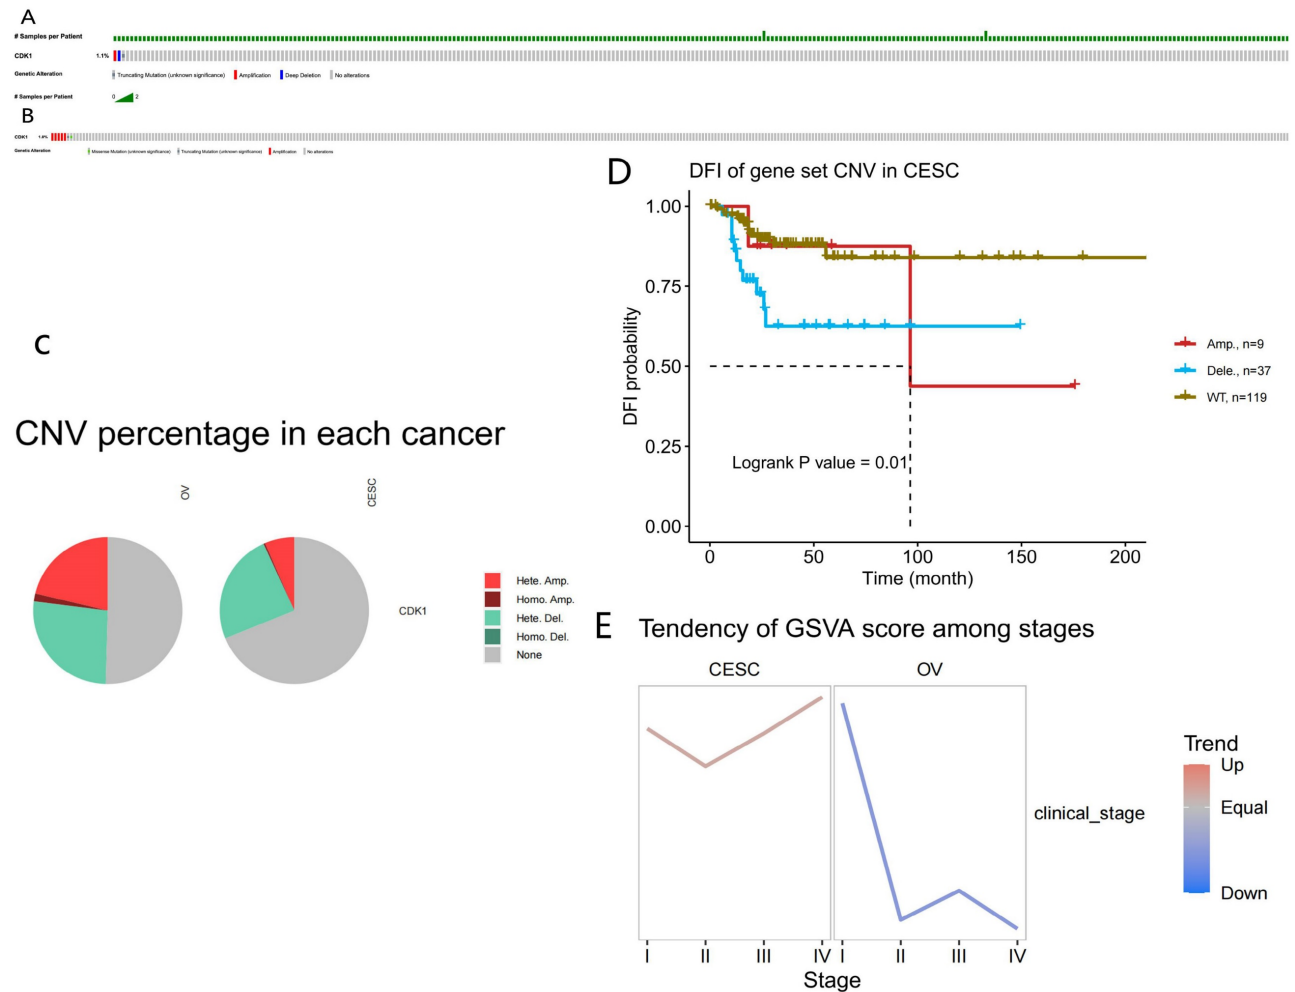 A
# Samples per Patient
CDK1 1.1%
Genetic Alteration Truncating Mutation (unknown significance) Amplification Deep Deletion No alterations
# Samples per Patient 0 2
B
CDK1 1.8%
Genetic Alteration Missense Mutation (unknown significance) Truncating Mutation (unknown significance) Amplification No alterations
C
CNV percentage in each cancer
OV
CESC
CDK1
Hete. Amp.
Homo. Amp.
Hete. Del.
Homo. Del.
None
D
DFI of gene set CNV in CESC
DFI probability
1.00
0.75
0.50
0.25
0.00
Logrank P value = 0.01
0 50 100 150 200
Time (month)
Amp., n=9
Dele., n=37
WT, n=119
E
Tendency of GSVA score among stages
CESC OV
clinical_stage
I II III IV I II III IV
Stage
Trend
Up
Equal
Down